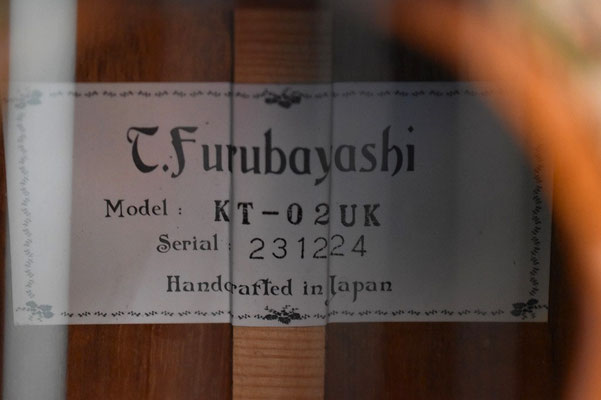 T.Furubayashi
Model : KT-02UK
Serial : 231224
Handcrafted in Japan